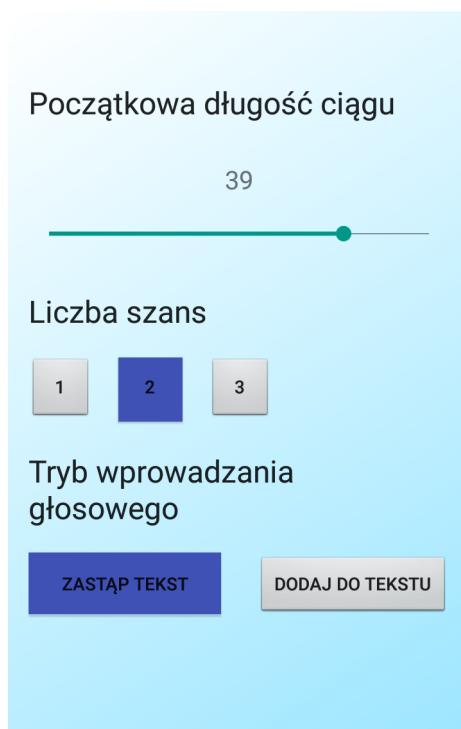 Początkowa długość ciągu
39
Liczba szans
1 2 3
Tryb wprowadzania
głosowego
ZASTĄP TEKST DODAJ DO TEKSTU